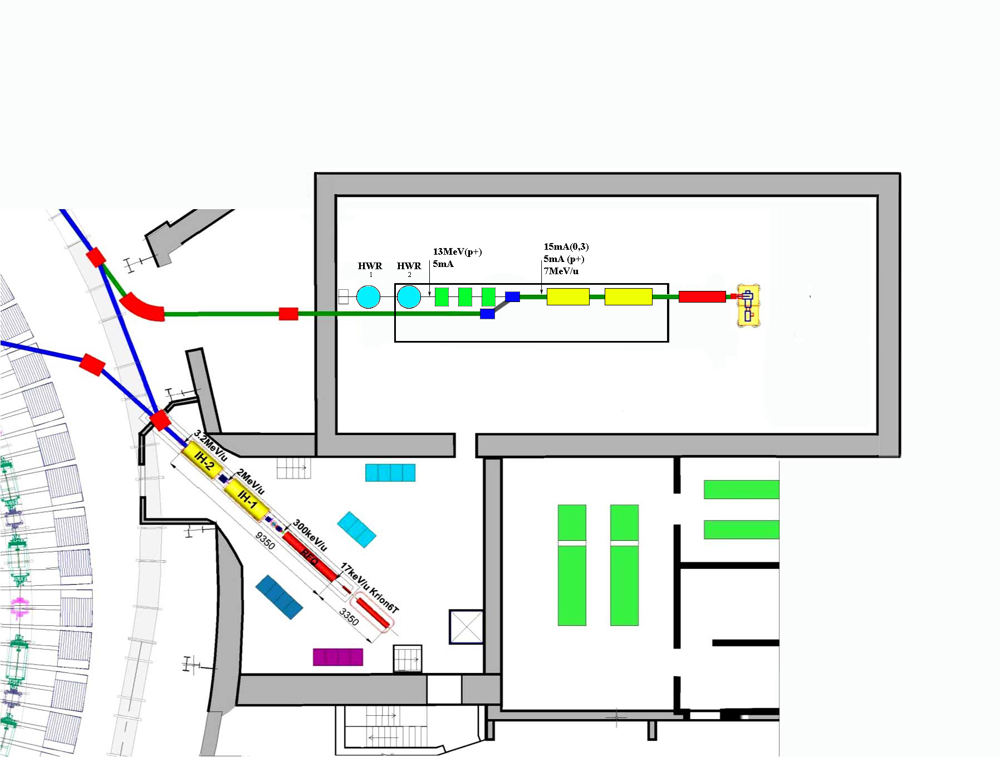 15mA(0,3)
5mA (p+)
7MeV/u
13MeV(p+)
5mA
HWR
1
HWR
2
3.2MeV/u
IH-2
2MeV/u
IH-1
300keV/u
9350
RFQ
17keV/u Krion6T
3350